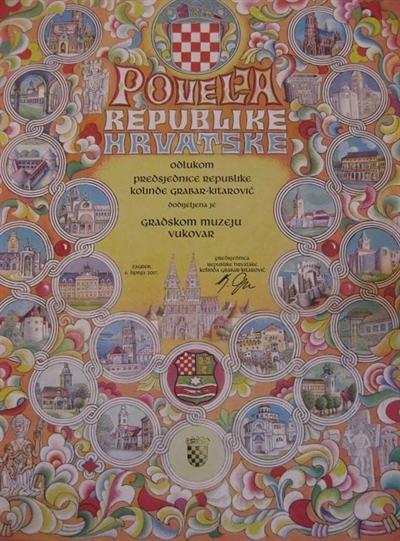 POVELJA
REPUBLIKE
HRVATSKE
ODLUKOM
PREDSJEDNICE REPUBLIKE
KOLINDE GRABAR-KITAROVIĆ
DODIJELJENA JE
GRADSKOM MUZEJU
VUKOVAR
PREDSJEDNICA
REPUBLIKE HRVATSKE
KOLINDA GRABAR-KITAROVIĆ
ZAGREB,